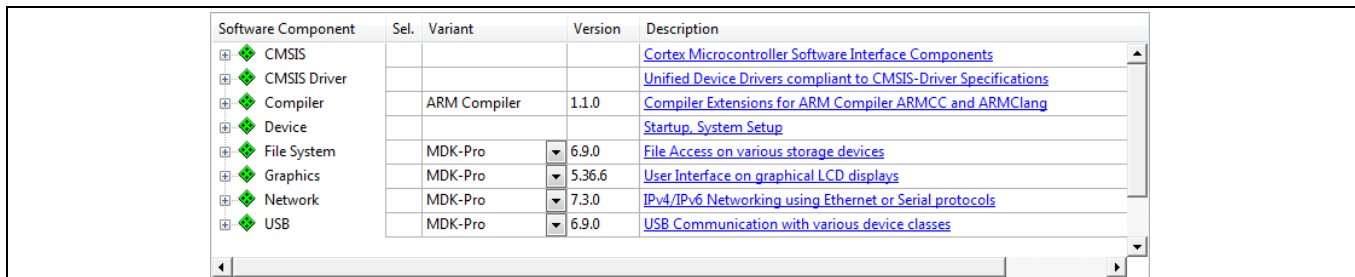 Software Component Sel. Variant Version Description
CMSIS Cortex Microcontroller Software Interface Components
CMSIS Driver Unified Device Drivers compliant to CMSIS-Driver Specifications
Compiler ARM Compiler 1.1.0 Compiler Extensions for ARM Compiler ARMCC and ARMClang
Device Startup, System Setup
File System MDK-Pro 6.9.0 File Access on various storage devices
Graphics MDK-Pro 5.36.6 User Interface on graphical LCD displays
Network MDK-Pro 7.3.0 IPv4/IPv6 Networking using Ethernet or Serial protocols
USB MDK-Pro 6.9.0 USB Communication with various device classes